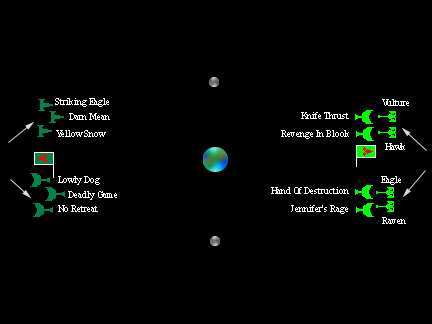 Striking Eagle
Darn Mean
Yellow Snow
Lowly Dog
Deadly Game
No Retreat
Vulture
Knife Thrust
Revenge In Blook
Hawk
Eagle
Hand Of Destruction
Jennifer's Rage
Raven